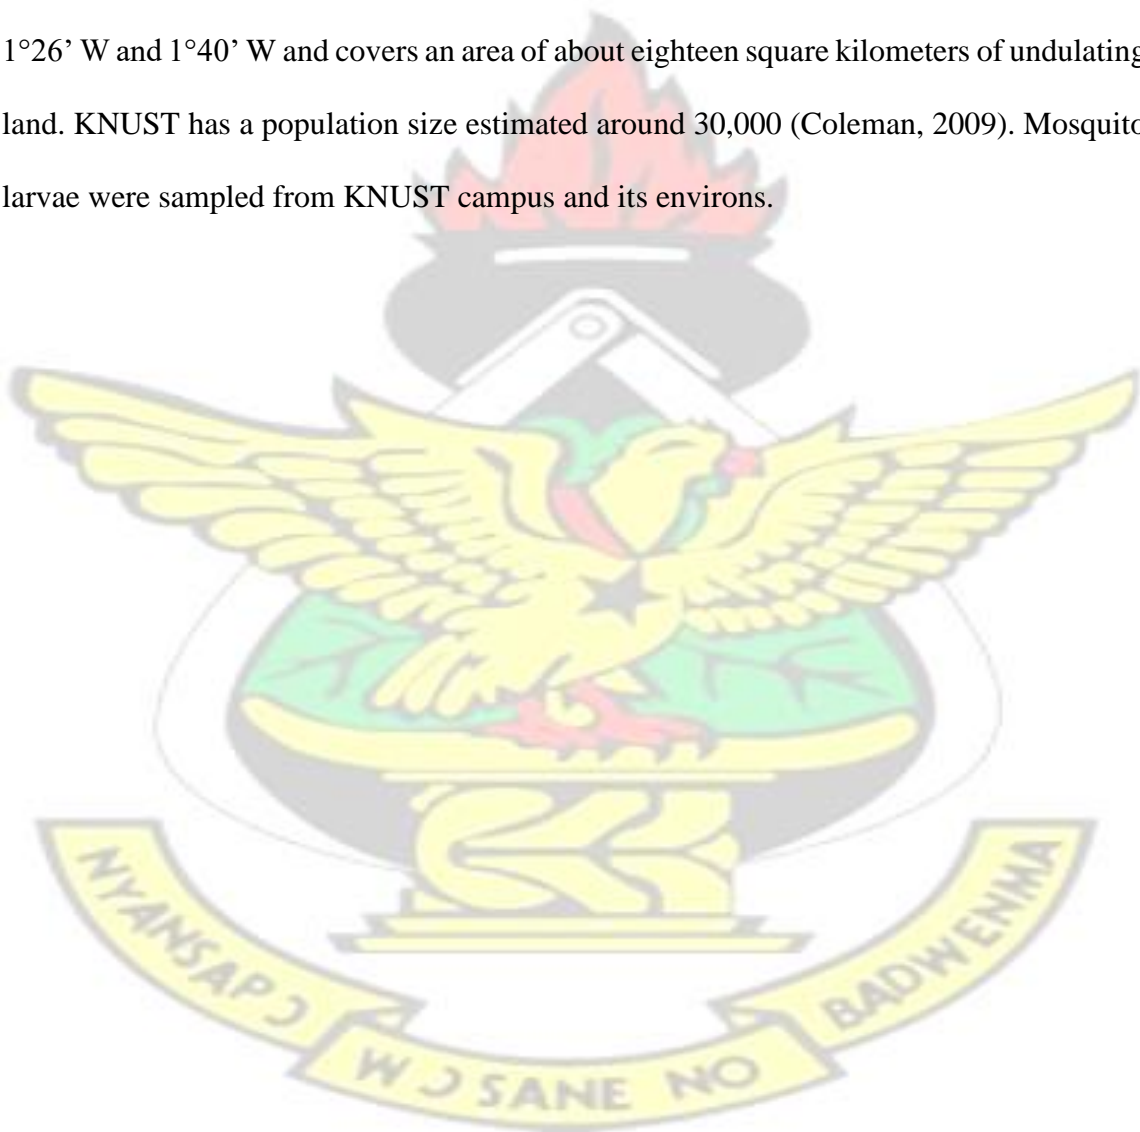 1°26’ W and 1°40’ W and covers an area of about eighteen square kilometers of undulating
land. KNUST has a population size estimated around 30,000 (Coleman, 2009). Mosquito
larvae were sampled from KNUST campus and its environs.
NYANSAPƆ
WƆSANE NO
BADWENMA